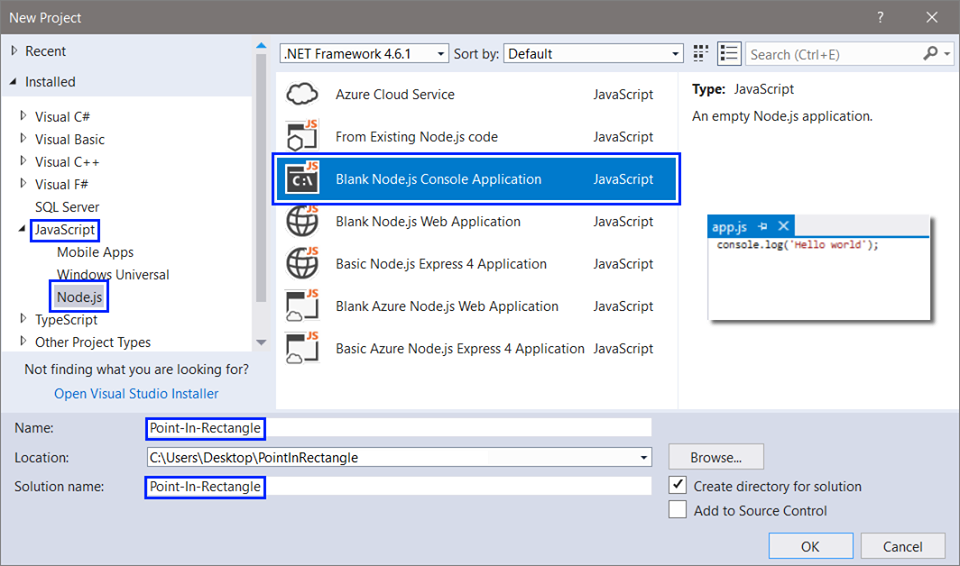 New Project
?
Recent
Installed
Visual C#
Visual Basic
Visual C++
Visual F#
SQL Server
JavaScript
Mobile Apps
Windows Universal
Node.js
TypeScript
Other Project Types
Not finding what you are looking for?
Open Visual Studio Installer
.NET Framework 4.6.1 Sort by: Default
Search (Ctrl+E)
Azure Cloud Service JavaScript
JS From Existing Node.js code JavaScript
JS C:\ Blank Node.js Console Application JavaScript
JS Blank Node.js Web Application JavaScript
JS Basic Node.js Express 4 Application JavaScript
JS Blank Azure Node.js Web Application JavaScript
JS Basic Azure Node.js Express 4 Application JavaScript
Type: JavaScript
An empty Node.js application.
app.js
console.log('Hello world');
Name: Point-In-Rectangle
Location: C:\Users\Desktop\PointInRectangle Browse...
Solution name: Point-In-Rectangle
Create directory for solution
Add to Source Control
OK Cancel